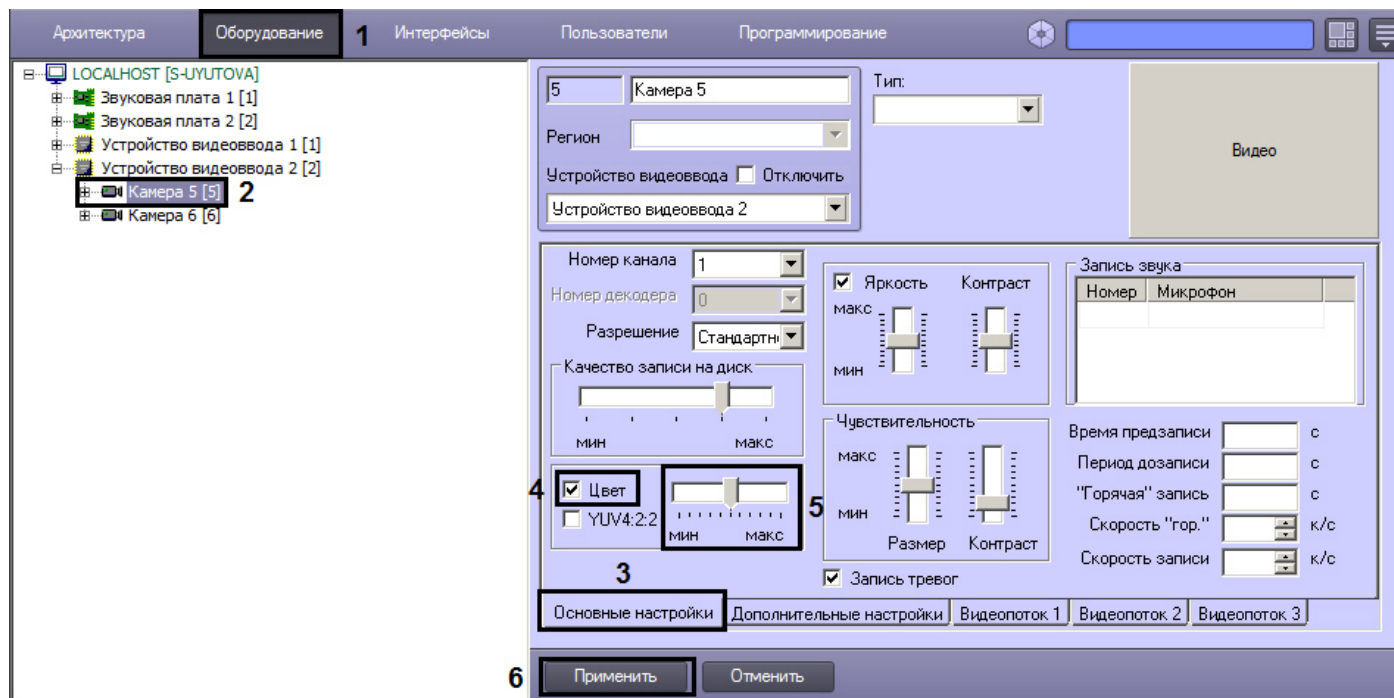 Архитектура Оборудование 1 Интерфейсы Пользователи Программирование
LOCALHOST [S-UYUTOVA]
Звуковая плата 1 [1]
Звуковая плата 2 [2]
Устройство видеоввода 1 [1]
Устройство видеоввода 2 [2]
Камера 5 [5] 2
Камера 6 [6]
5 Камера 5
Регион
Устройство видеоввода Отключить
Устройство видеоввода 2
Тип:
Видео
Номер канала 1
Номер декодера 0
Разрешение Стандартн
Качество записи на диск
мин макс
4 Цвет
YUV4:2:2
мин макс
5
Яркость Контраст
макс
мин
Чувствительность
макс
мин
Размер Контраст
Запись тревог
Запись звука
Номер Микрофон
Время предзаписи с
Период дозаписи с
"Горячая" запись с
Скорость "гор." к/с
Скорость записи к/с
3
Основные настройки Дополнительные настройки Видеопоток 1 Видеопоток 2 Видеопоток 3
6 Применить Отменить